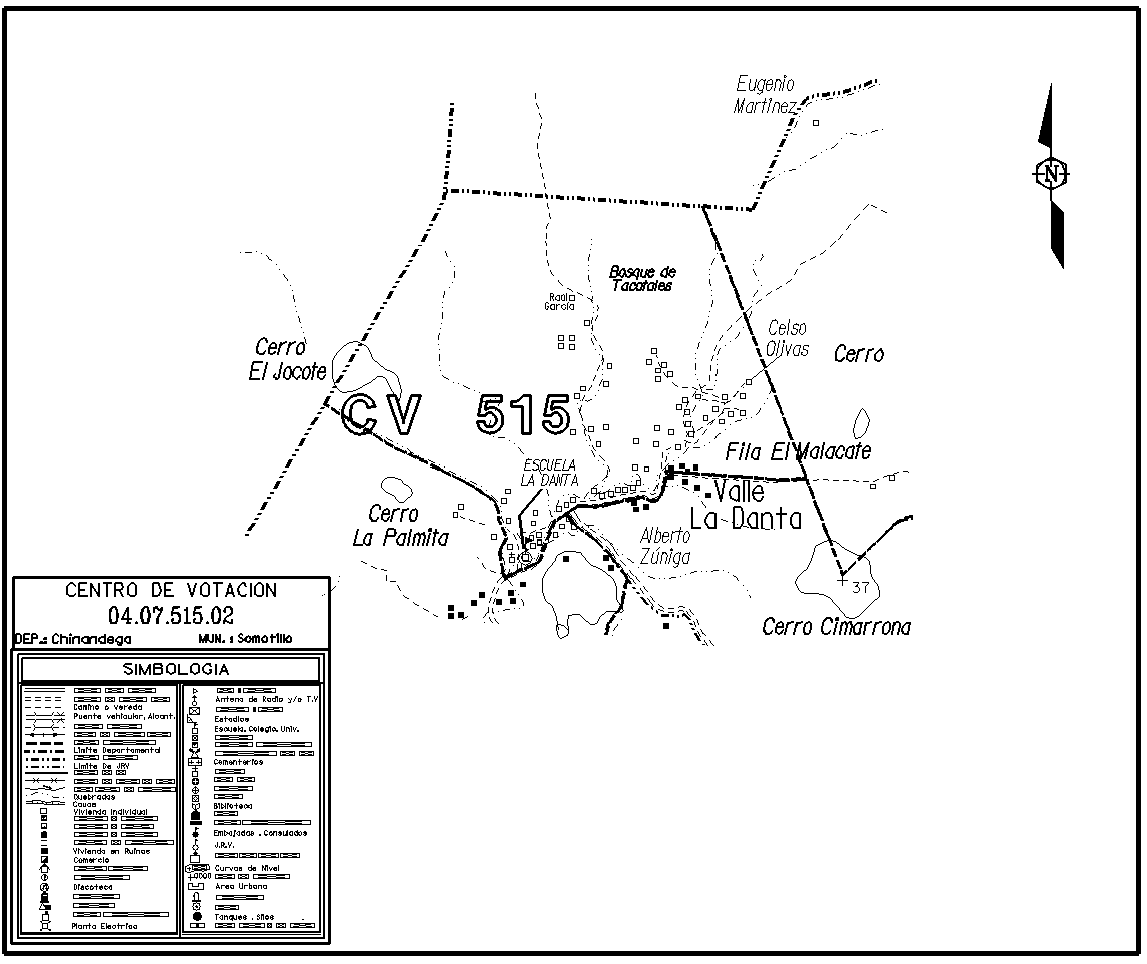 Eugenio
Martínez
N
Bosque de
Tacotales
Raúl
García
Celso
Olivas
Cerro
El Jocote
Cerro
CV 515
Fila El Malacate
ESCUELA
LA DANTA
Valle
La Danta
Cerro
La Palmita
Alberto
Zúniga
37
Cerro Cimarrona
CENTRO DE VOTACION
04.07.515.02
DEP.: Chinandega MUN. : Somotillo
SIMBOLOGIA
Camino o vereda
Puente vehicular, Alcant.
Limite Departamental
Limite De JRV
Quebradas
Cauce
Vivienda Individual
Vivienda en Ruinas
Comercio
Discoteca
Planta Electrica
Antena de Radio y/o T.V
Estadios
Escuela, Colegio, Univ.
Cementerios
Biblioteca
Embajadas . Consulados
J.R.V.
Curvas de Nivel
Area Urbana
Tanques . Silos